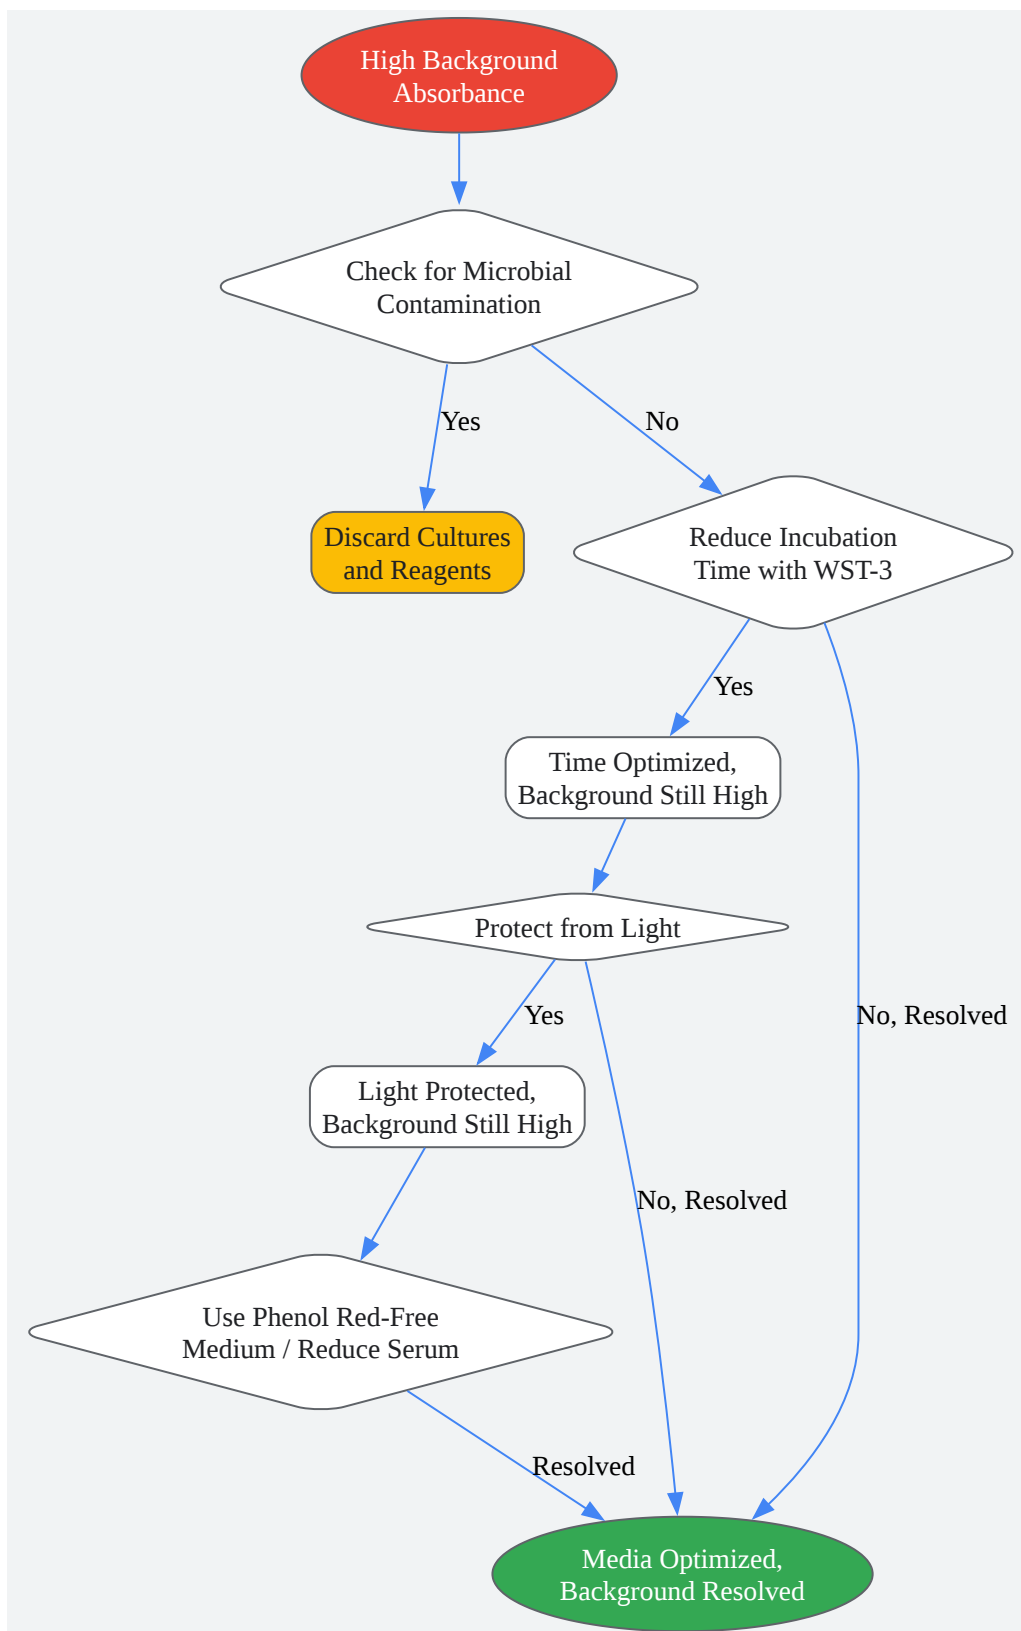 High Background
Absorbance
Check for Microbial
Contamination
Yes
No
Discard Cultures
and Reagents
Reduce Incubation
Time with WST-3
Yes
Time Optimized,
Background Still High
Protect from Light
Yes
No, Resolved
Light Protected,
Background Still High
No, Resolved
Use Phenol Red-Free
Medium / Reduce Serum
Resolved
Media Optimized,
Background Resolved